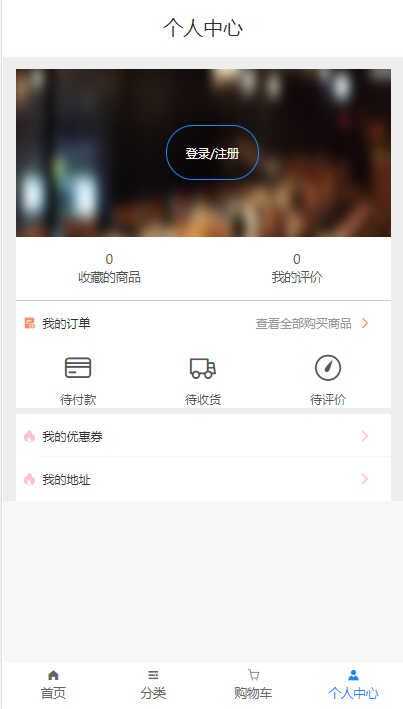 个人中心
登录/注册
0 0
收藏的商品 我的评价
我的订单 查看全部购买商品
待付款 待收货 待评价
我的优惠券
我的地址
首页 分类 购物车 个人中心